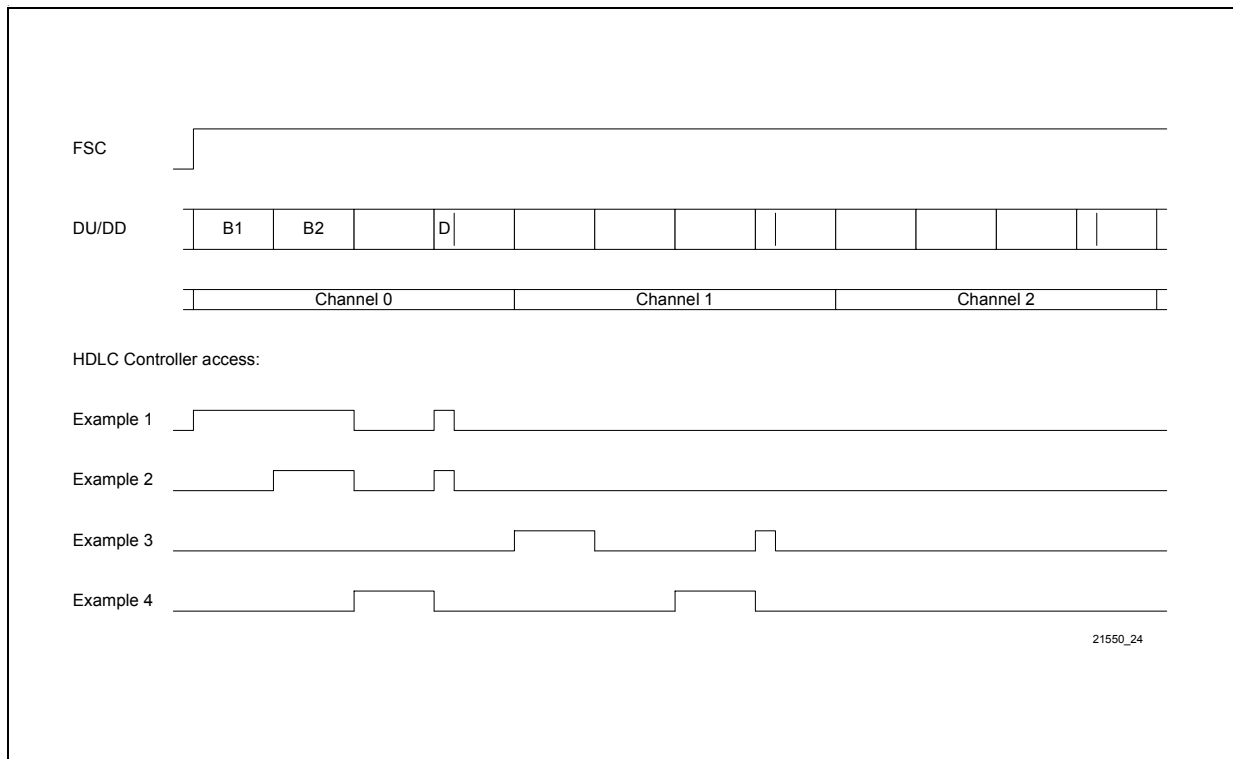 FSC
DU/DD B1 B2 D
Channel 0 Channel 1 Channel 2
HDLC Controller access:
Example 1
Example 2
Example 3
Example 4
21550_24